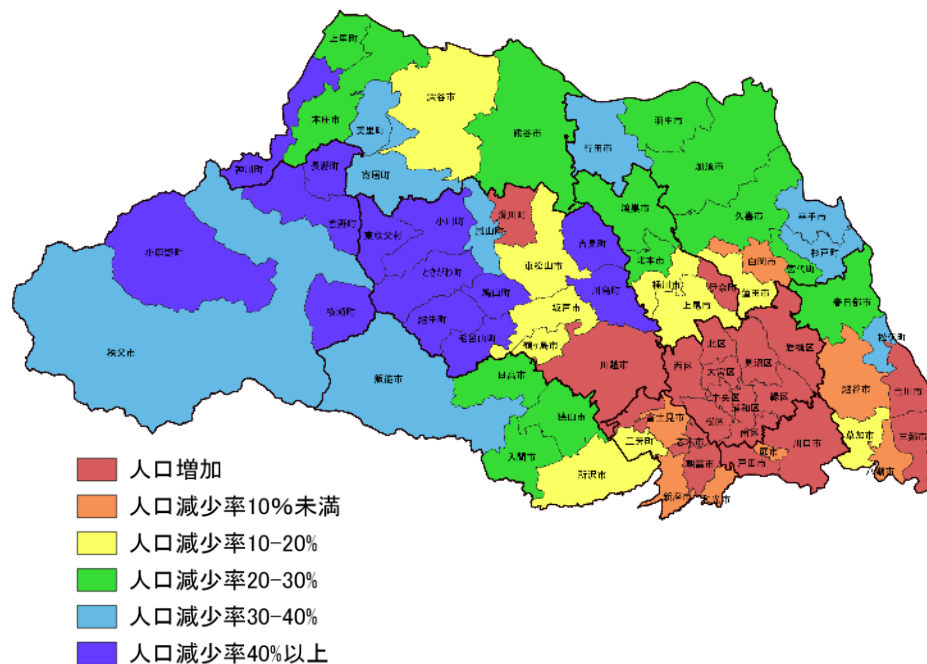 上里町
本庄市
美里町
深谷市
熊谷市
行田市
羽生市
加須市
神川町
長瀞町
寄居町
皆野町
東秩父村
小川町
嵐山町
滑川町
吉見町
鴻巣市
久喜市
幸手市
杉戸町
小鹿野町
ときがわ町
東松山市
北本市
白岡市
宮代町
横瀬町
鳩山町
川島町
桶川市
上尾市
伊奈町
蓮田市
春日部市
秩父市
越生町
毛呂山町
坂戸市
鶴ヶ島市
川越市
西区
北区
大宮区
見沼区
岩槻区
松伏町
飯能市
日高市
中央区
浦和区
緑区
越谷市
吉川市
狭山市
富士見市
桜区
南区
川口市
草加市
三郷市
入間市
所沢市
三芳町
志木市
朝霞市
戸田市
蕨市
八潮市
新座市
和光市
人口増加
人口減少率10%未満
人口減少率10-20%
人口減少率20-30%
人口減少率30-40%
人口減少率40%以上